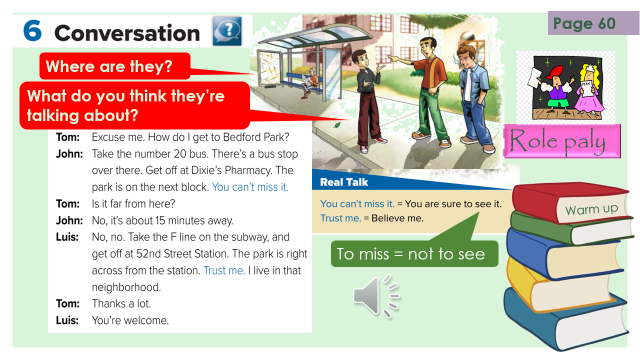 6 Conversation
?
Page 60
Where are they?
What do you think they're
talking about?
Tom: Excuse me. How do I get to Bedford Park?
John: Take the number 20 bus. There's a bus stop
over there. Get off at Dixie's Pharmacy. The
park is on the next block. You can't miss it.
Tom: Is it far from here?
John: No, it's about 15 minutes away.
Luis: No, no. Take the F line on the subway, and
get off at 52nd Street Station. The park is right
across from the station. Trust me. I live in that
neighborhood.
Tom: Thanks a lot.
Luis: You're welcome.
Real Talk
You can't miss it. = You are sure to see it.
Trust me. = Believe me.
To miss = not to see
Role paly
Warm up